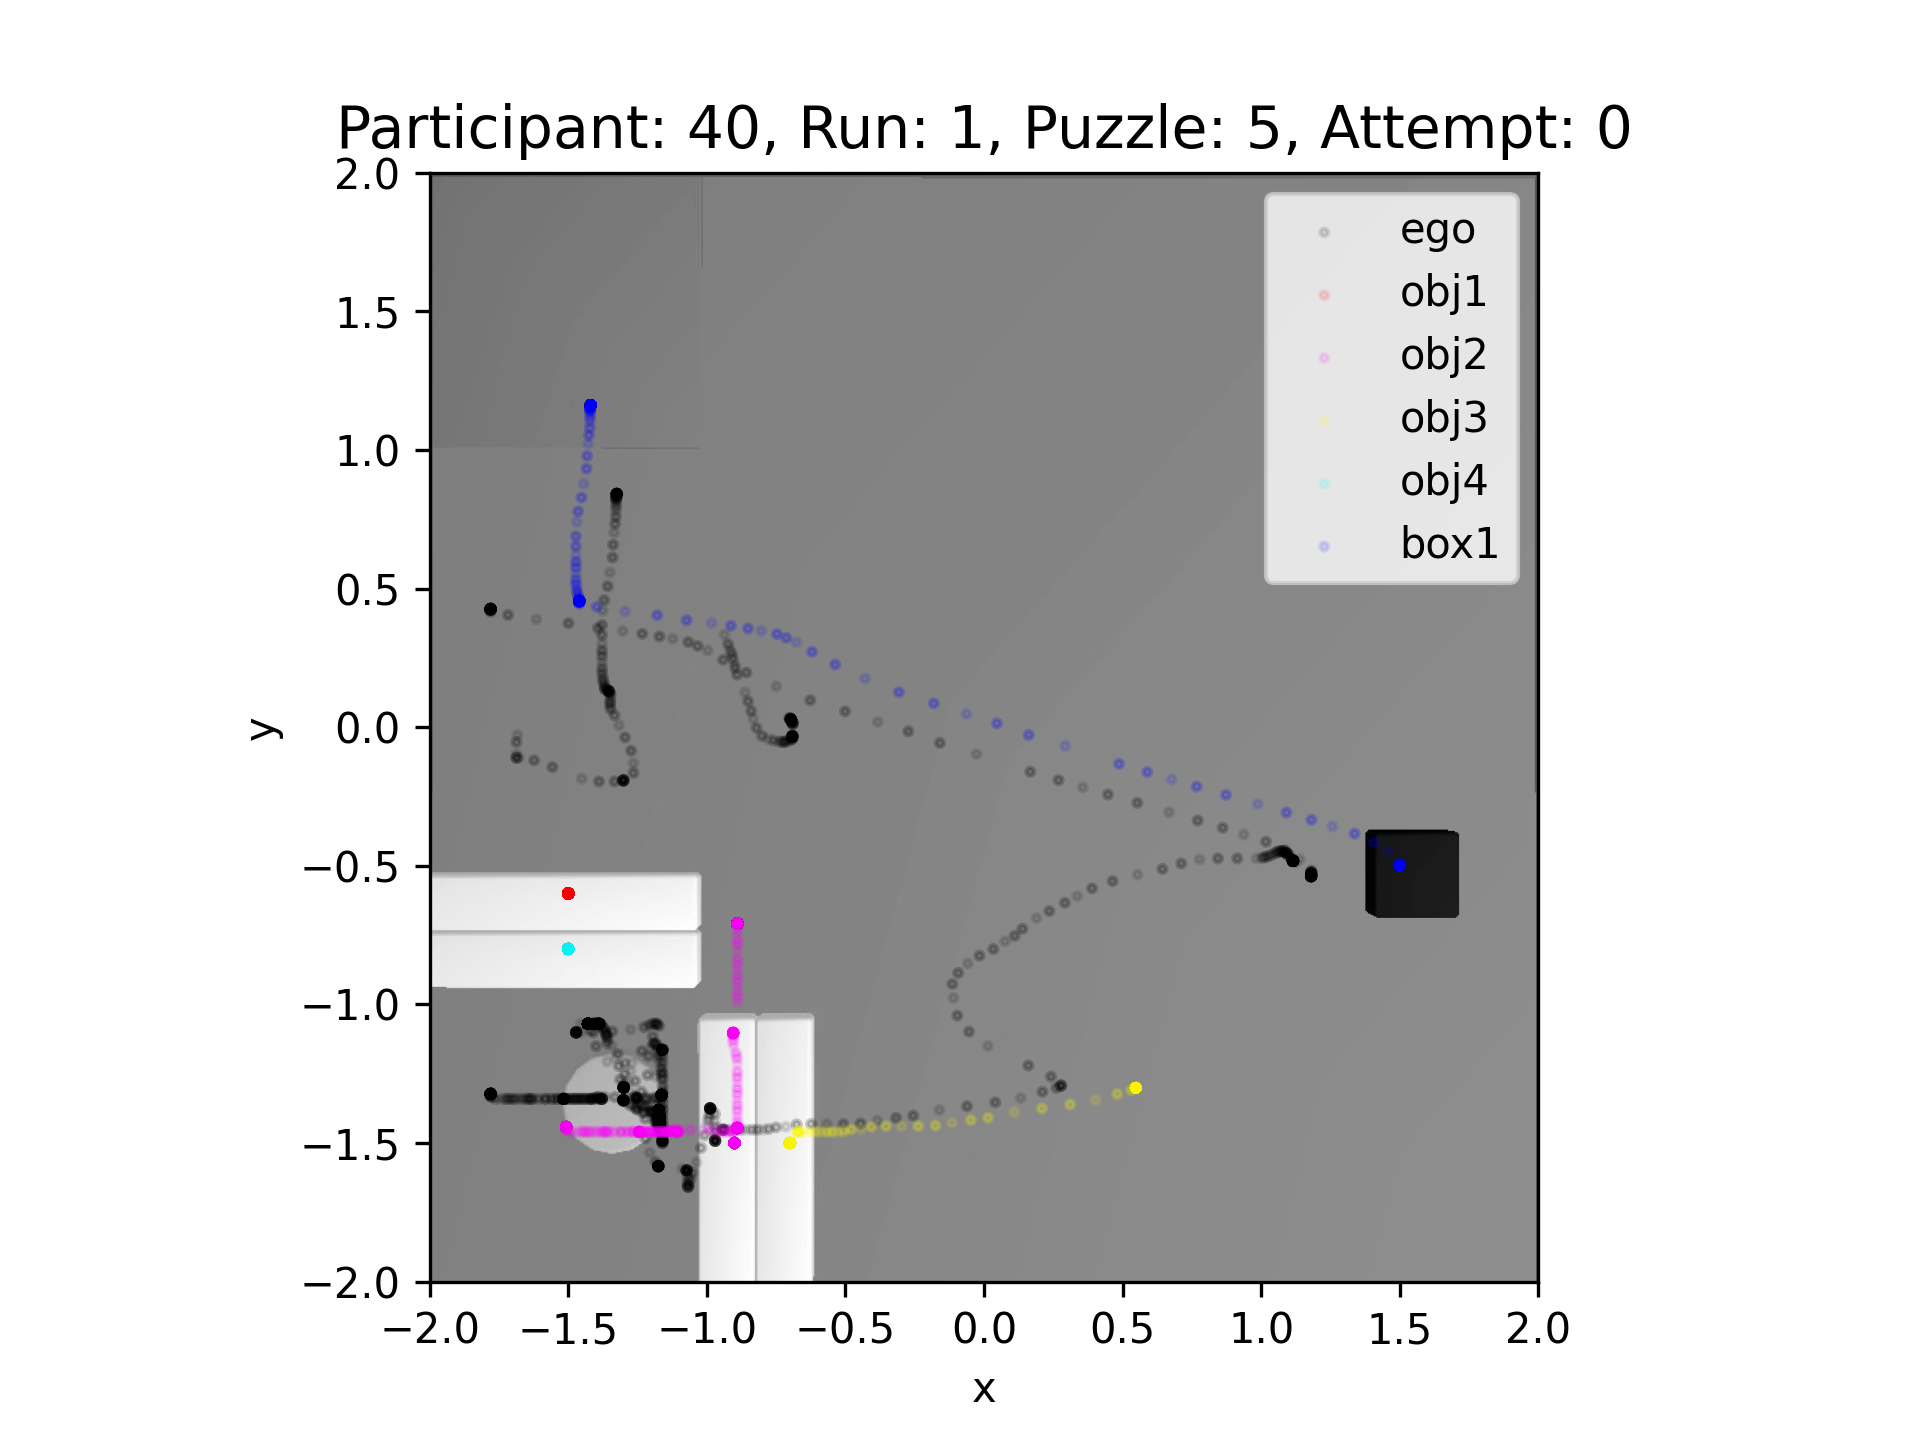 Participant: 40, Run: 1, Puzzle: 5, Attempt: 0
2.0
1.5
1.0
0.5
0.0
−0.5
−1.0
−1.5
−2.0
y
ego
obj1
obj2
obj3
obj4
box1
−2.0 −1.5 −1.0 −0.5 0.0 0.5 1.0 1.5 2.0
x